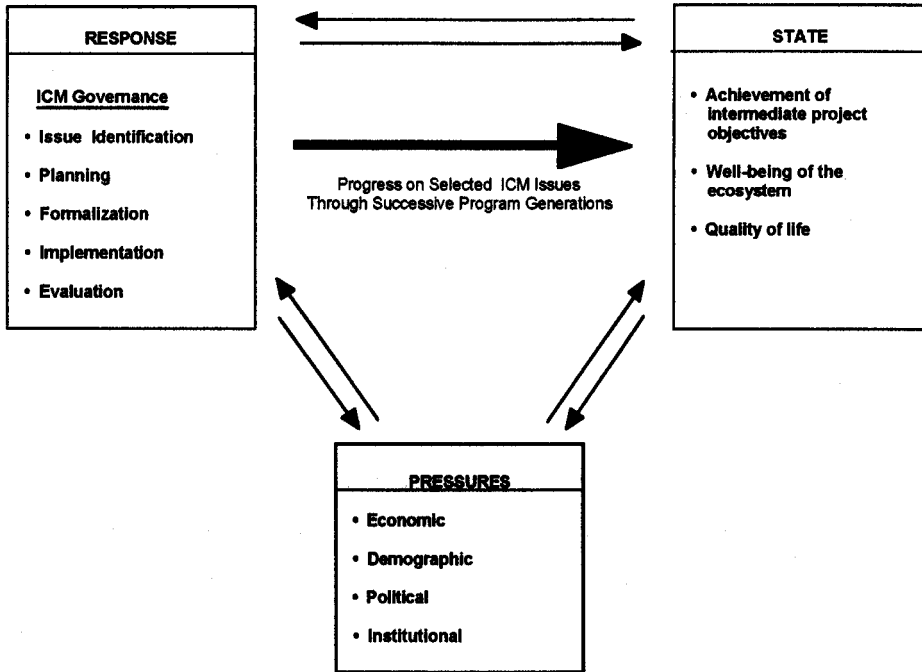 RESPONSE
ICM Governance
• Issue Identification
• Planning
• Formalization
• Implementation
• Evaluation
Progress on Selected ICM Issues
Through Successive Program Generations
STATE
• Achievement of
intermediate project
objectives
• Well-being of the
ecosystem
• Quality of life
PRESSURES
• Economic
• Demographic
• Political
• Institutional